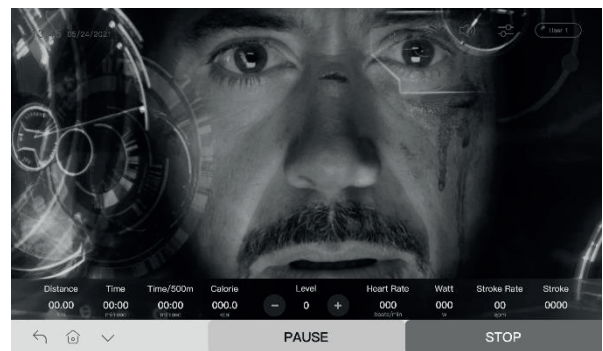 05/24/2021 User 1
Distance Time Time/500m Calorie Level Heart Rate Watt Stroke Rate Stroke
00.00 00:00 00:00 000.0 − 0 + 000 000 00 0000
PAUSE STOP